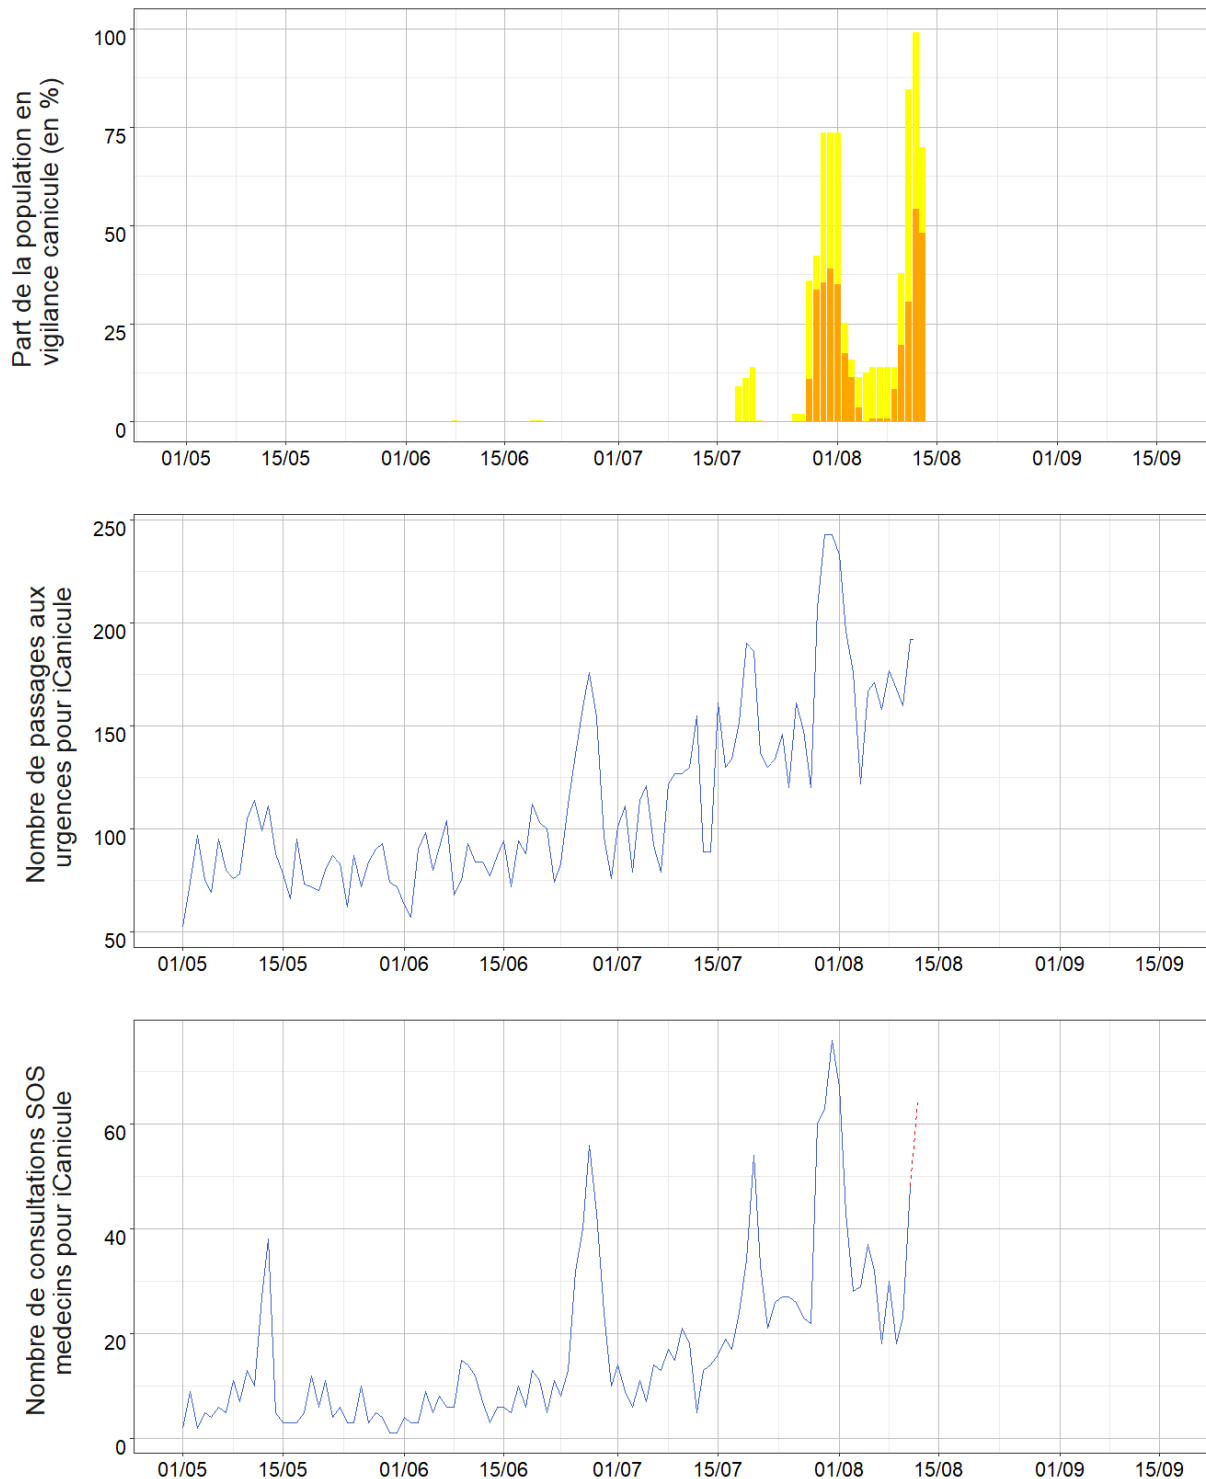 Part de la population en
vigilance canicule (en %)
100
75
50
25
0
01/05 15/05 01/06 15/06 01/07 15/07 01/08 15/08 01/09 15/09
Nombre de passages aux
urgences pour iCanicule
250
200
150
100
50
01/05 15/05 01/06 15/06 01/07 15/07 01/08 15/08 01/09 15/09
Nombre de consultations SOS
medecins pour iCanicule
60
40
20
0
01/05 15/05 01/06 15/06 01/07 15/07 01/08 15/08 01/09 15/09